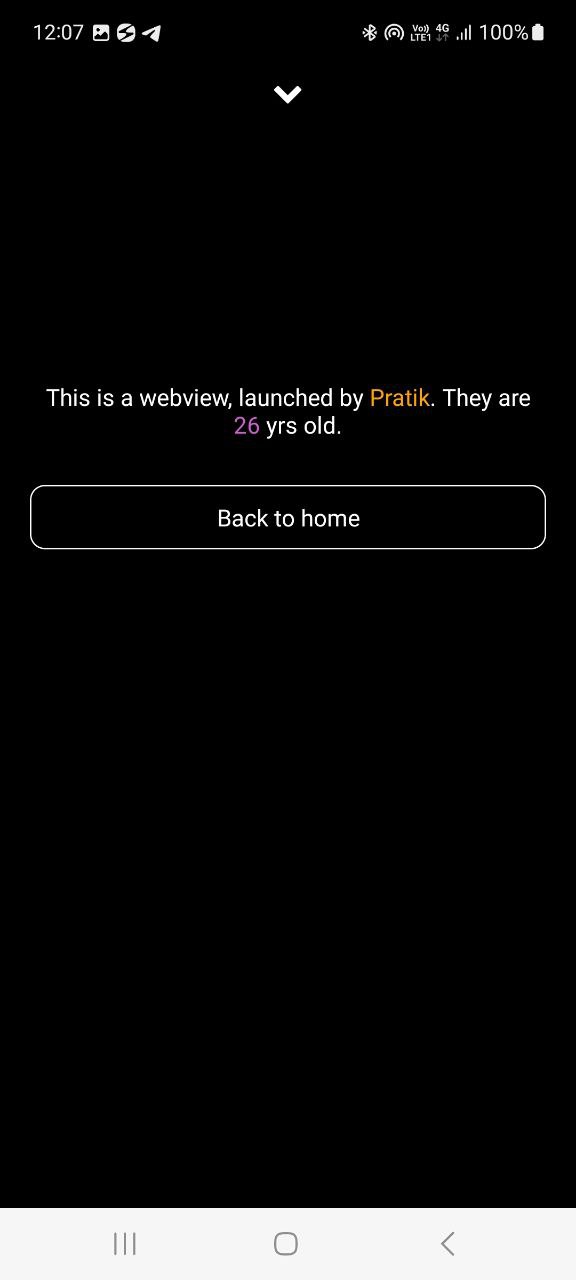 12:07 Vo)) LTE1 4G 100%
This is a webview, launched by Pratik. They are
26 yrs old.
Back to home